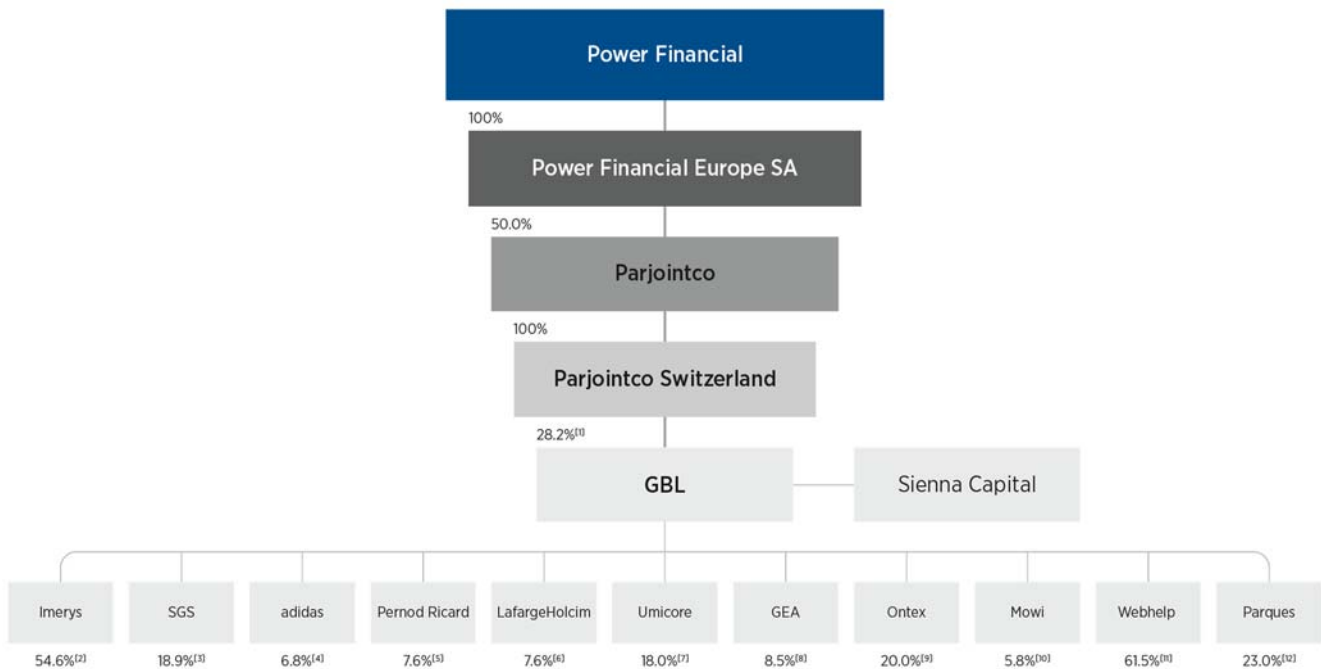 Power Financial
100%
Power Financial Europe SA
50.0%
Parjointco
100%
Parjointco Switzerland
28.2%[1]
GBL
Sienna Capital
Imerys
SGS
adidas
Pernod Ricard
LafargeHolcim
Umicore
GEA
Ontex
Mowi
Webhelp
Parques
54.6%[2]
18.9%[3]
6.8%[4]
7.6%[5]
7.6%[6]
18.0%[7]
8.5%[8]
20.0%[9]
5.8%[10]
61.5%[11]
23.0%[12]